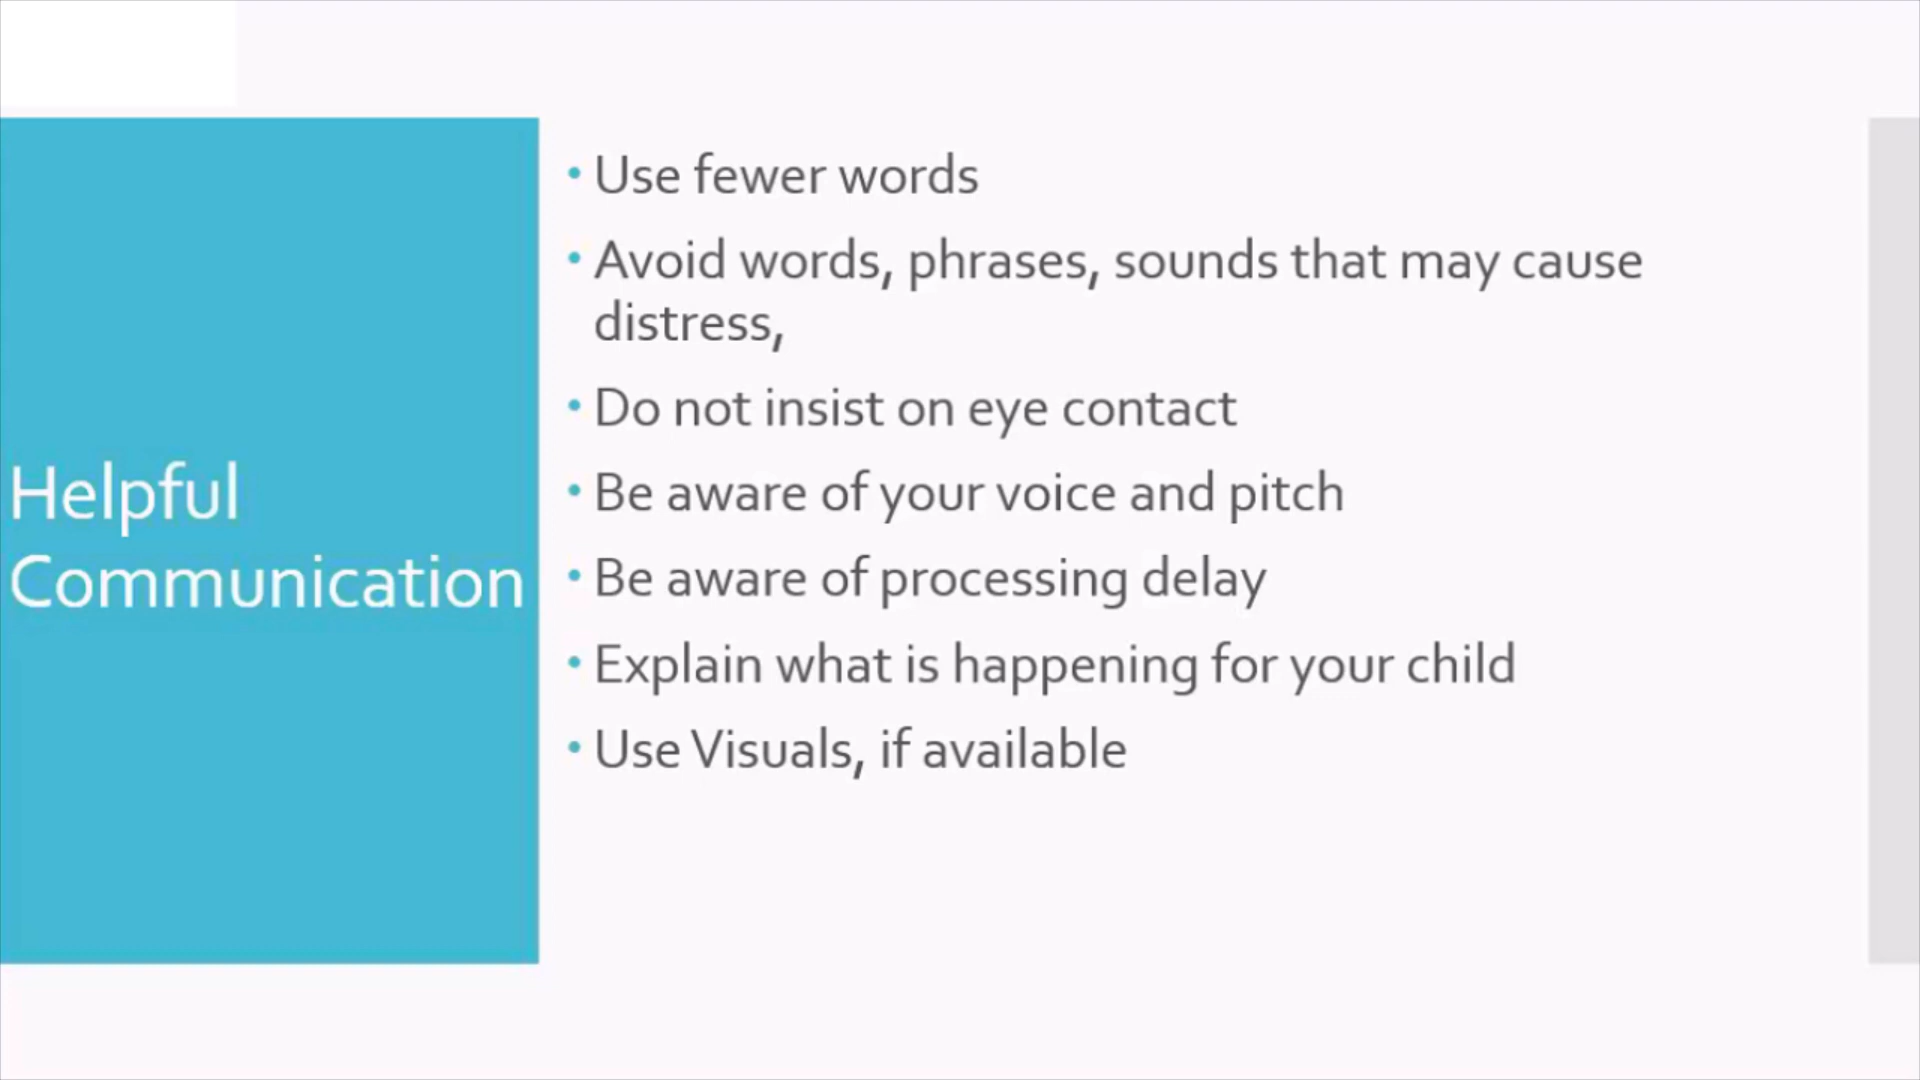 Helpful
Communication
• Use fewer words
• Avoid words, phrases, sounds that may cause
distress,
• Do not insist on eye contact
• Be aware of your voice and pitch
• Be aware of processing delay
• Explain what is happening for your child
• Use Visuals, if available